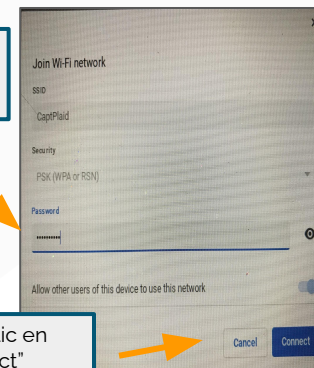 Join Wi-Fi network
SSID
CaptPlaid
Security
PSK (WPA or RSN)
Password
••••••••••
Allow other users of this device to use this network
Cancel Connect
en
ct"